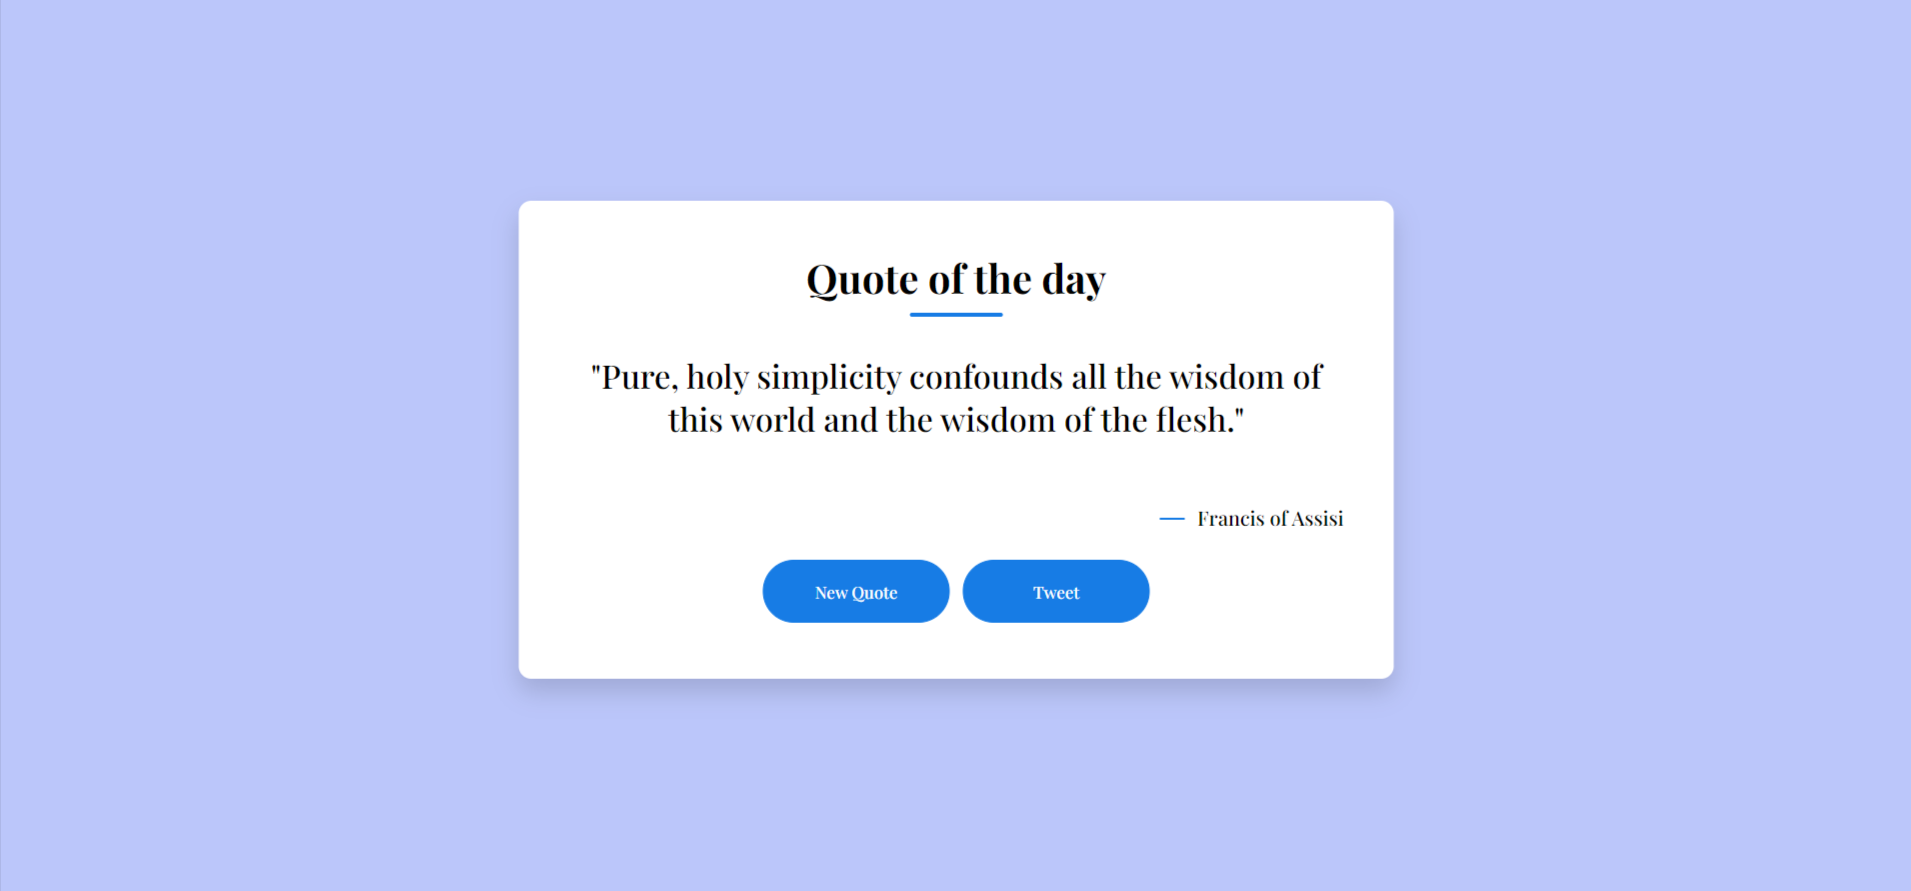 Quote of the day
"Pure, holy simplicity confounds all the wisdom of
this world and the wisdom of the flesh."
— Francis of Assisi
New Quote
Tweet